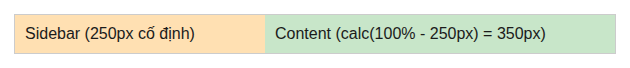 Sidebar (250px cố định)
Content (calc(100% - 250px) = 350px)